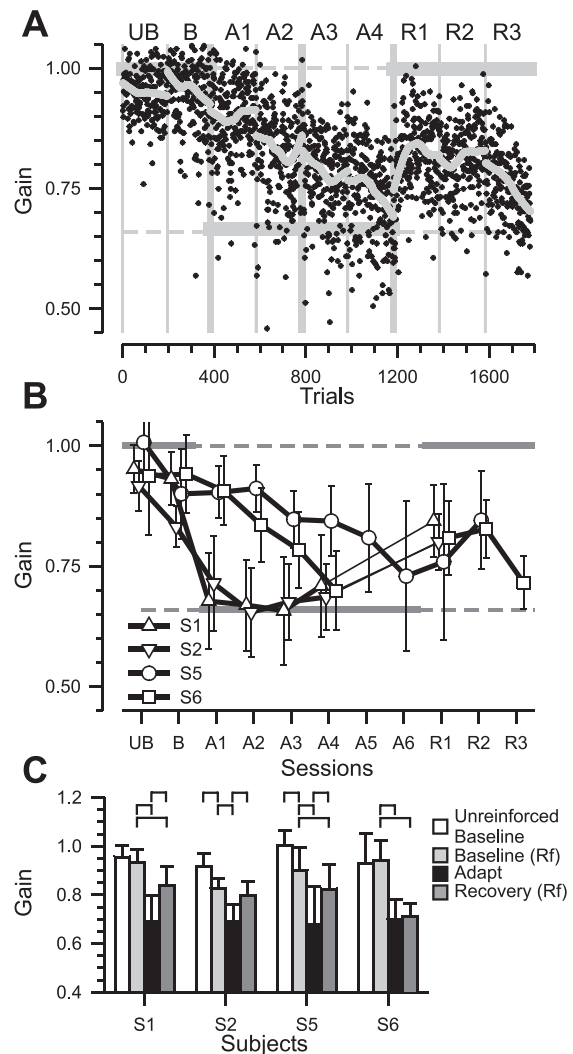 A
UB B A1 A2 A3 A4 R1 R2 R3
1.00
0.75
0.50
Gain
0 400 800 1200 1600
Trials
B
1.00
0.75
0.50
Gain
S1
S2
S5
S6
UB B A1 A2 A3 A4 A5 A6 R1 R2 R3
Sessions
C
1.2
1.0
0.8
0.6
0.4
Gain
Unreinforced
Baseline
Baseline (Rf)
Adapt
Recovery (Rf)
S1 S2 S5 S6
Subjects